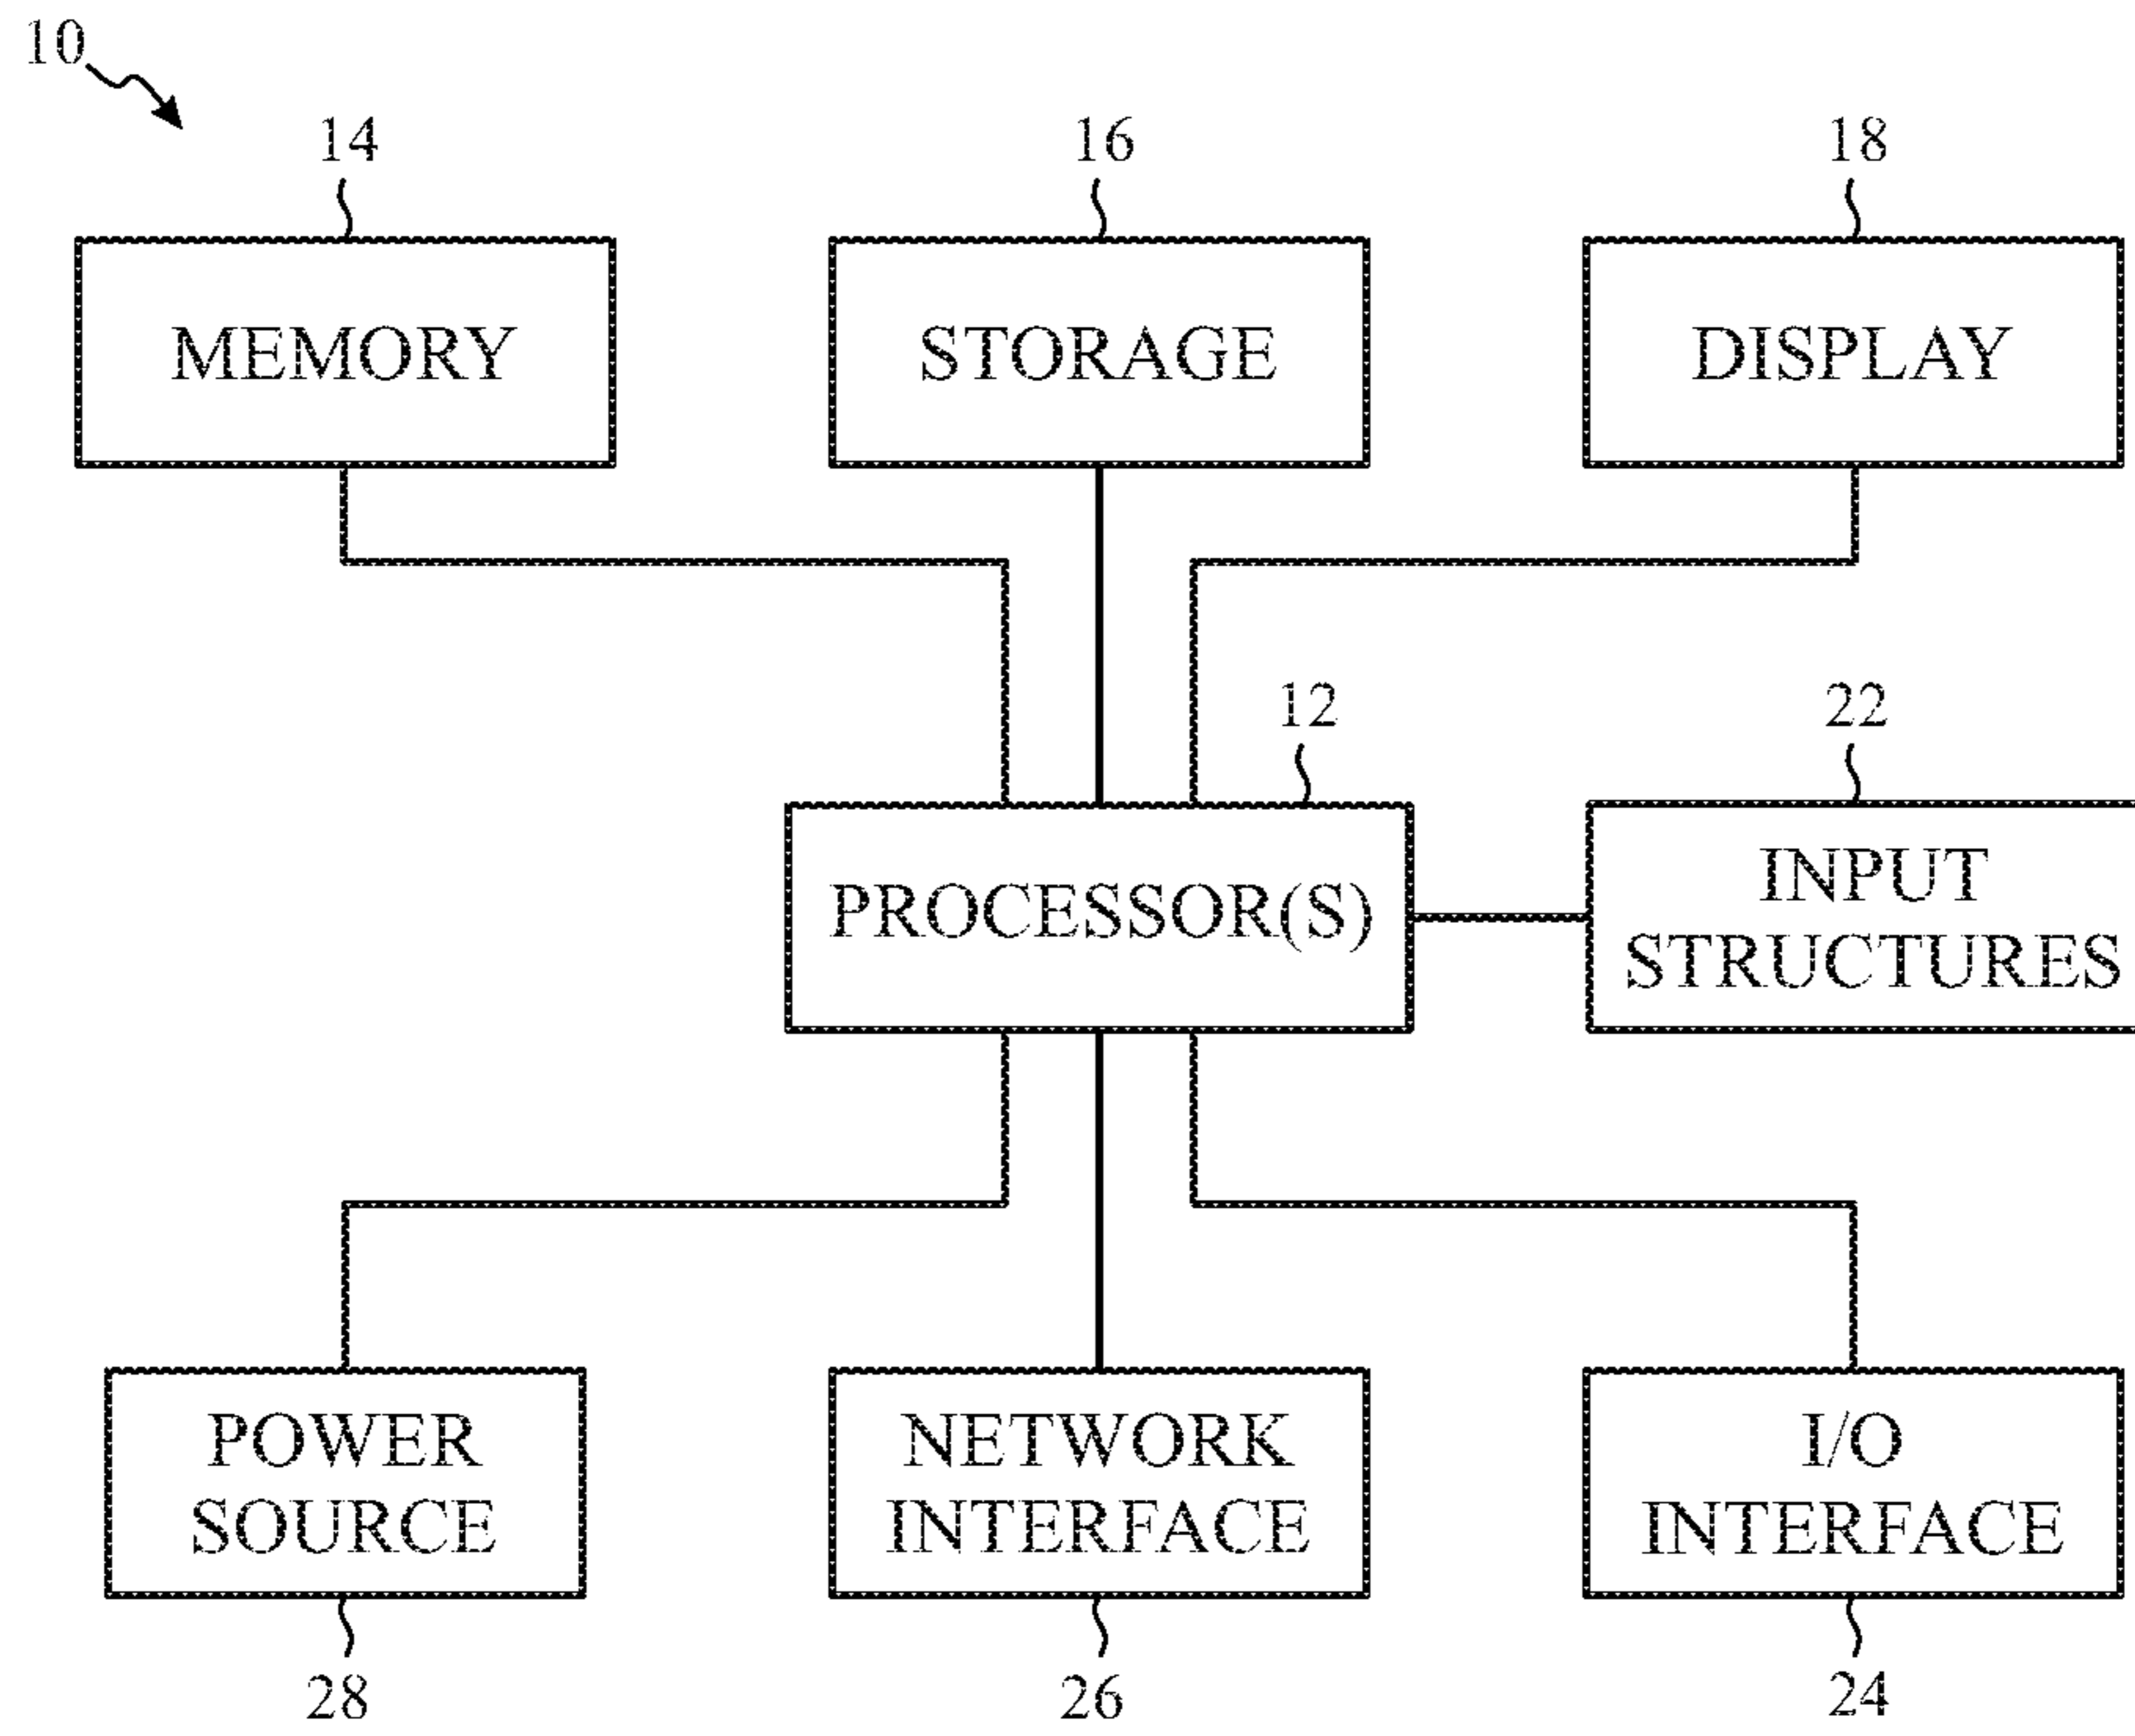 10
14
16
18
MEMORY
STORAGE
DISPLAY
12
22
PROCESSOR(S)
INPUT
STRUCTURES
POWER
SOURCE
NETWORK
INTERFACE
I/O
INTERFACE
28
26
24